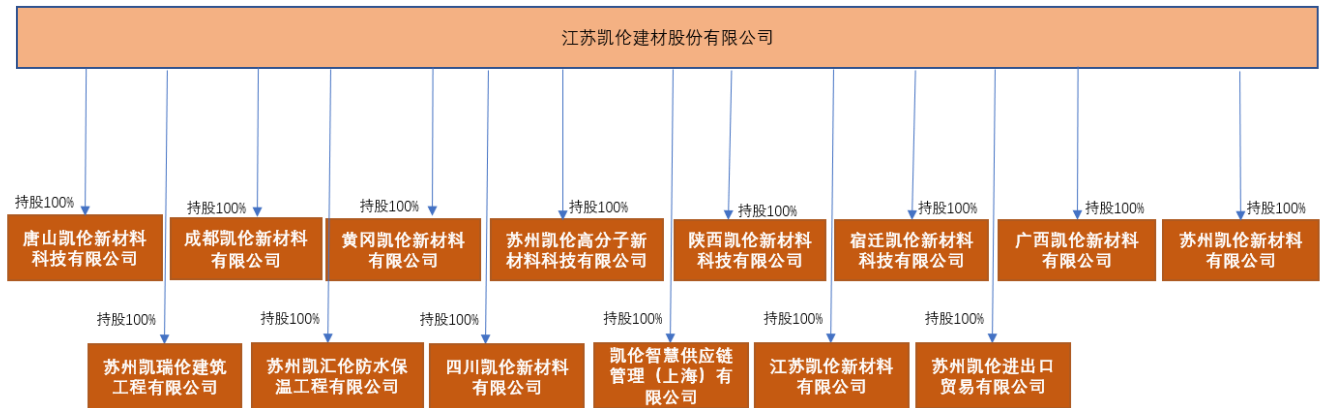 江苏凯伦建材股份有限公司
持股100%
持股100%
持股100%
持股100%
持股100%
持股100%
持股100%
持股100%
唐山凯伦新材料
科技有限公司
成都凯伦新材料
有限公司
黄冈凯伦新材料
有限公司
苏州凯伦高分子新
材料科技有限公司
陕西凯伦新材料
科技有限公司
宿迁凯伦新材料
科技有限公司
广西凯伦新材料
有限公司
苏州凯伦新材料
有限公司
持股100%
持股100%
持股100%
持股100%
持股100%
持股100%
苏州凯瑞伦建筑
工程有限公司
苏州凯汇伦防水保
温工程有限公司
四川凯伦新材料
有限公司
凯伦智慧供应链
管理（上海）有
限公司
江苏凯伦新材料
有限公司
苏州凯伦进出口
贸易有限公司